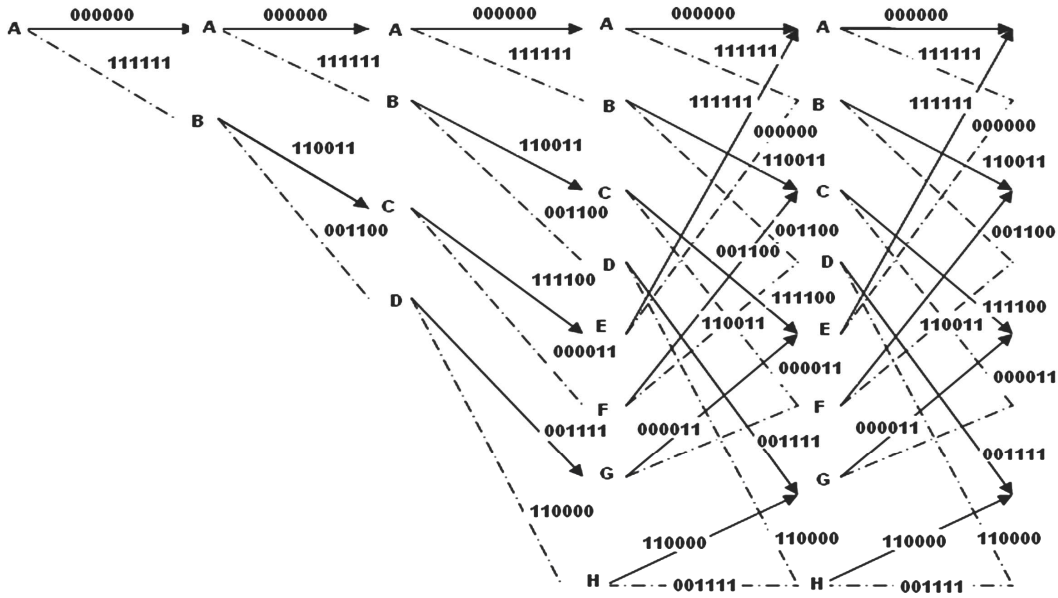 000000 000000 000000 000000 000000
A A A A A
111111 111111 111111 111111 111111
B B B B
111111 111111
000000 000000
110011 110011 110011 110011
C C C C
001100 001100 001100 001100
001100
D D D D
111100 111100 111100
E E
110011 110011
000011 000011 000011
F F F
001111 000011 001111 000011 001111
G G G
110000 110000 110000 110000 110000
H 001111 H 001111